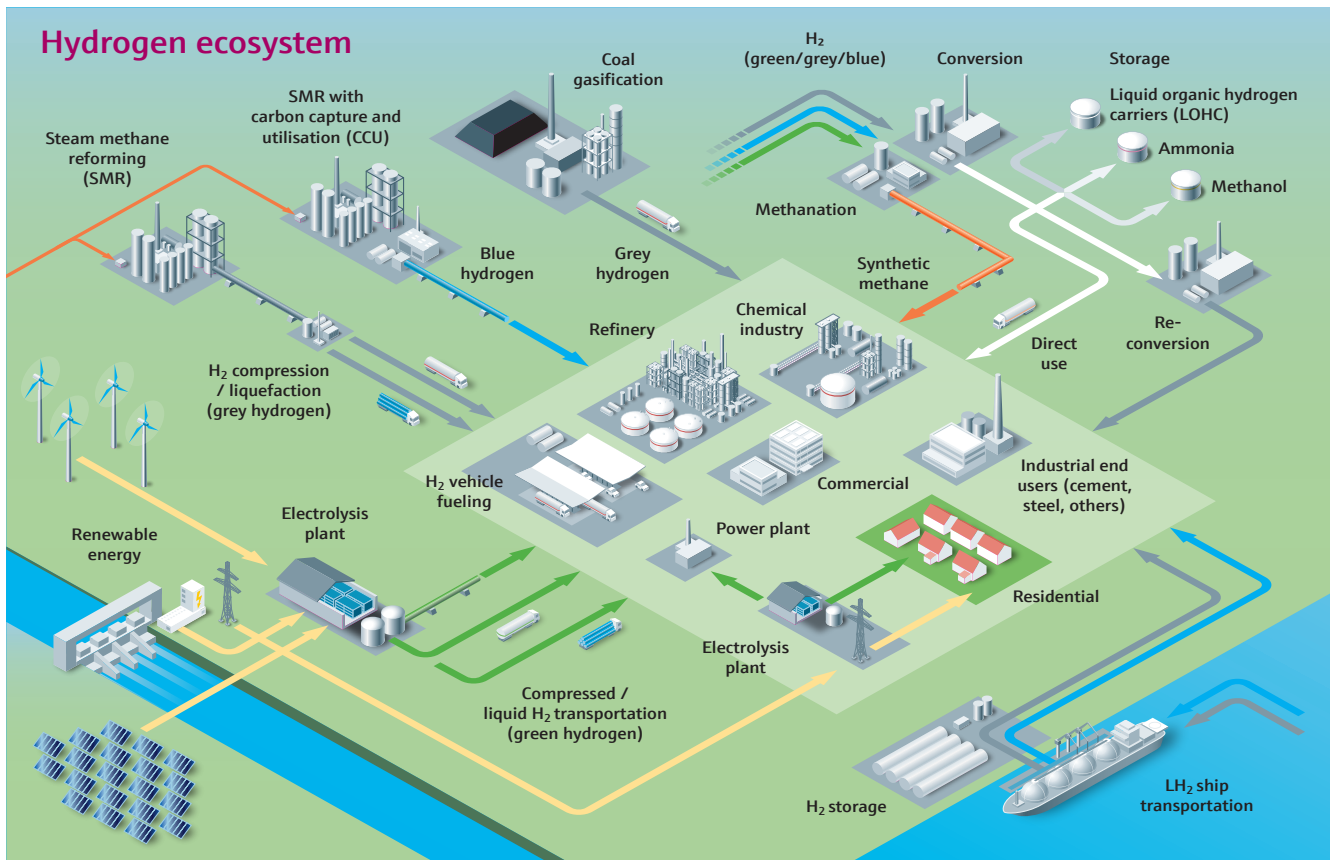 Hydrogen ecosystem
Coal
gasification
H₂
(green/grey/blue)
Conversion
Storage
Liquid organic hydrogen
carriers (LOHC)
Ammonia
Methanol
SMR with
carbon capture and
utilisation (CCU)
Steam methane
reforming
(SMR)
Methanation
Blue
hydrogen
Grey
hydrogen
Synthetic
methane
Refinery
Chemical
industry
Direct
use
Re-
conversion
H₂ compression
/ liquefaction
(grey hydrogen)
H₂ vehicle
fueling
Commercial
Industrial end
users (cement,
steel, others)
Renewable
energy
Electrolysis
plant
Power plant
Residential
Electrolysis
plant
Compressed /
liquid H₂ transportation
(green hydrogen)
H₂ storage
LH₂ ship
transportation